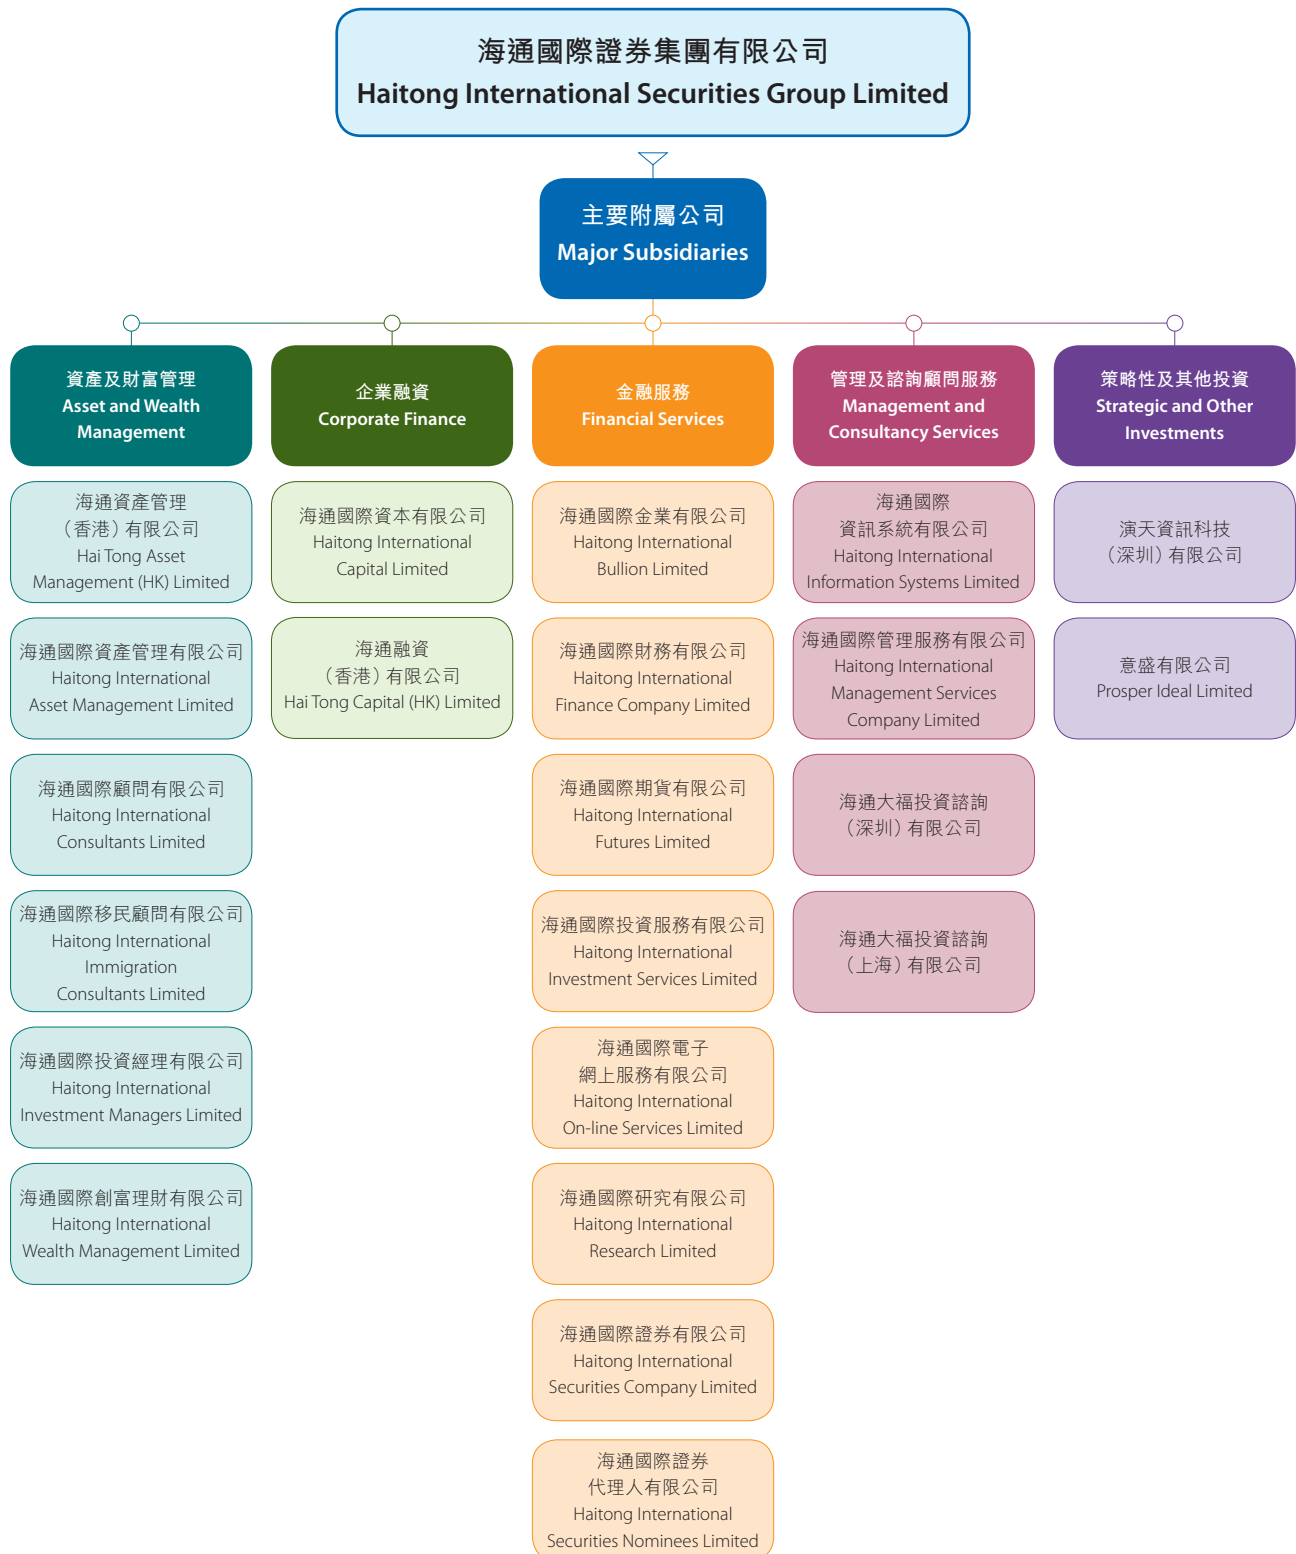 海通國際證券集團有限公司
Haitong International Securities Group Limited
主要附屬公司
Major Subsidiaries
資產及財富管理
Asset and Wealth
Management
海通資產管理
（香港）有限公司
Hai Tong Asset
Management (HK) Limited
海通國際資產管理有限公司
Haitong International
Asset Management Limited
海通國際顧問有限公司
Haitong International
Consultants Limited
海通國際移民顧問有限公司
Haitong International
Immigration
Consultants Limited
海通國際投資經理有限公司
Haitong International
Investment Managers Limited
海通國際創富理財有限公司
Haitong International
Wealth Management Limited
企業融資
Corporate Finance
海通國際資本有限公司
Haitong International
Capital Limited
海通融資
（香港）有限公司
Hai Tong Capital (HK) Limited
金融服務
Financial Services
海通國際金業有限公司
Haitong International
Bullion Limited
海通國際財務有限公司
Haitong International
Finance Company Limited
海通國際期貨有限公司
Haitong International
Futures Limited
海通國際投資服務有限公司
Haitong International
Investment Services Limited
海通國際電子
網上服務有限公司
Haitong International
On-line Services Limited
海通國際研究有限公司
Haitong International
Research Limited
海通國際證券有限公司
Haitong International
Securities Company Limited
海通國際證券
代理人有限公司
Haitong International
Securities Nominees Limited
管理及諮詢顧問服務
Management and
Consultancy Services
海通國際
資訊系統有限公司
Haitong International
Information Systems Limited
海通國際管理服務有限公司
Haitong International
Management Services
Company Limited
海通大福投資諮詢
（深圳）有限公司
海通大福投資諮詢
（上海）有限公司
策略性及其他投資
Strategic and Other
Investments
演天資訊科技
（深圳）有限公司
意盛有限公司
Prosper Ideal Limited